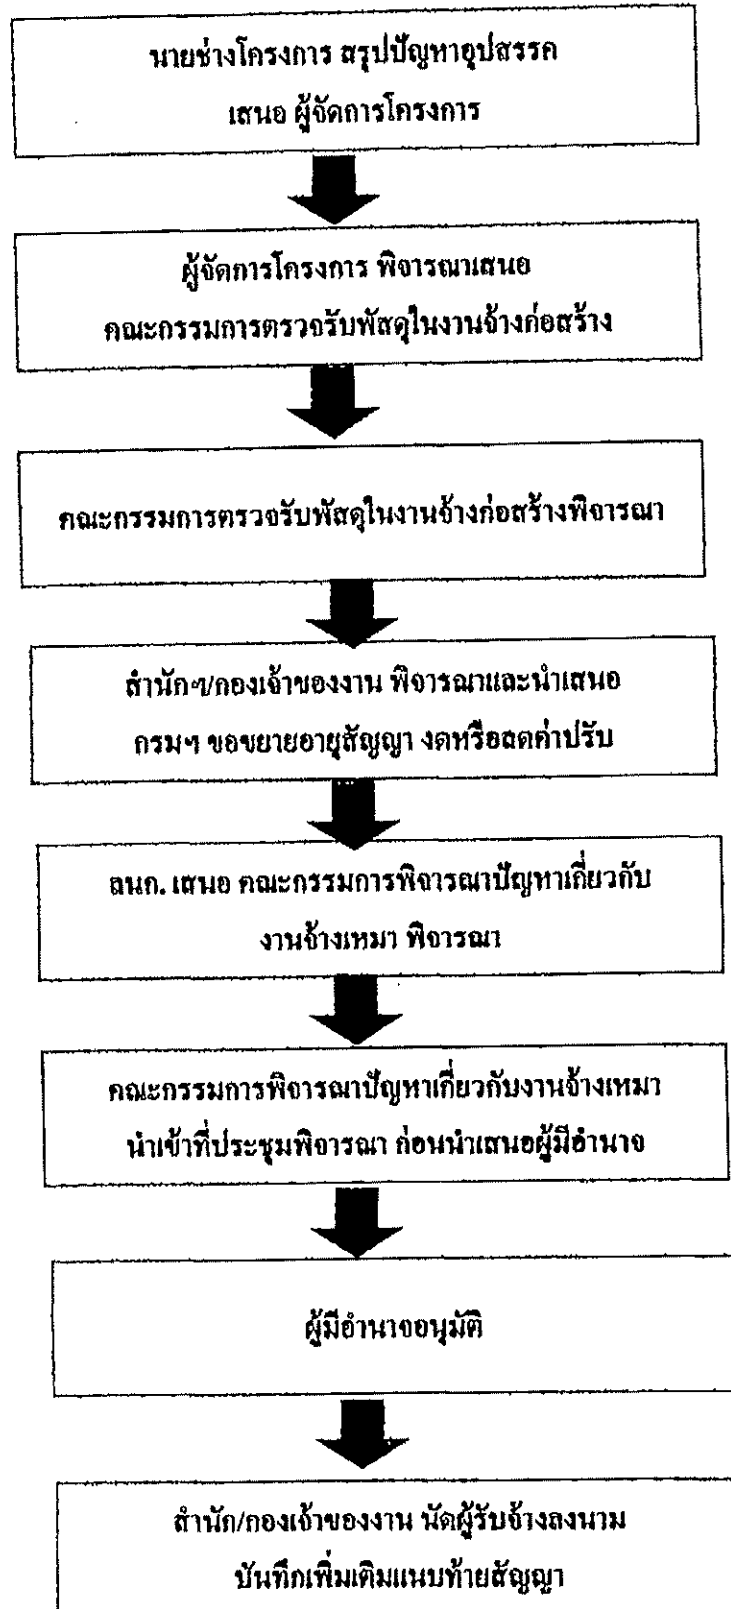 นายช่างโครงการ สรุปปัญหาอุปสรรค
เสนอ ผู้จัดการโครงการ
ผู้จัดการโครงการ พิจารณาเสนอ
คณะกรรมการตรวจรับพัสดุในงานจ้างก่อสร้าง
คณะกรรมการตรวจรับพัสดุในงานจ้างก่อสร้างพิจารณา
สำนักฯ/กองเจ้าของงาน พิจารณาและนำเสนอ
กรมฯ ขอขยายอายุสัญญา งดหรือลดค่าปรับ
ลนก. เสนอ คณะกรรมการพิจารณาปัญหาเกี่ยวกับ
งานจ้างเหมา พิจารณา
คณะกรรมการพิจารณาปัญหาเกี่ยวกับงานจ้างเหมา
นำเข้าที่ประชุมพิจารณา ก่อนนำเสนอผู้มีอำนาจ
ผู้มีอำนาจอนุมัติ
สำนัก/กองเจ้าของงาน นัดผู้รับจ้างลงนาม
บันทึกเพิ่มเติมแนบท้ายสัญญา